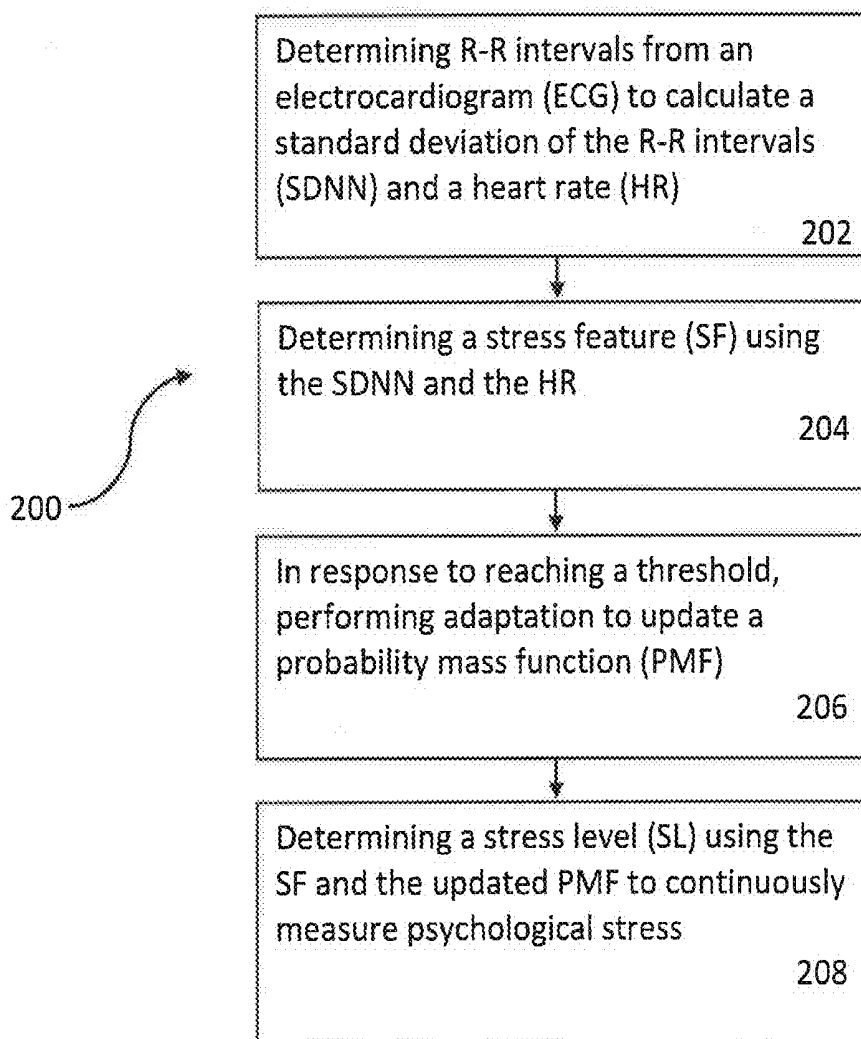 Determining R-R intervals from an
electrocardiogram (ECG) to calculate a
standard deviation of the R-R intervals
(SDNN) and a heart rate (HR)
202
Determining a stress feature (SF) using
the SDNN and the HR
204
200
In response to reaching a threshold,
performing adaptation to update a
probability mass function (PMF)
206
Determining a stress level (SL) using the
SF and the updated PMF to continuously
measure psychological stress
208